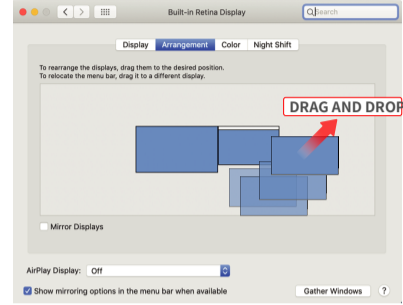 Built-in Retina Display
Search
Display Arrangement Color Night Shift
To rearrange the displays, drag them to the desired position.
To relocate the menu bar, drag it to a different display.
DRAG AND DROP
Mirror Displays
AirPlay Display: Off
Show mirroring options in the menu bar when available
Gather Windows ?